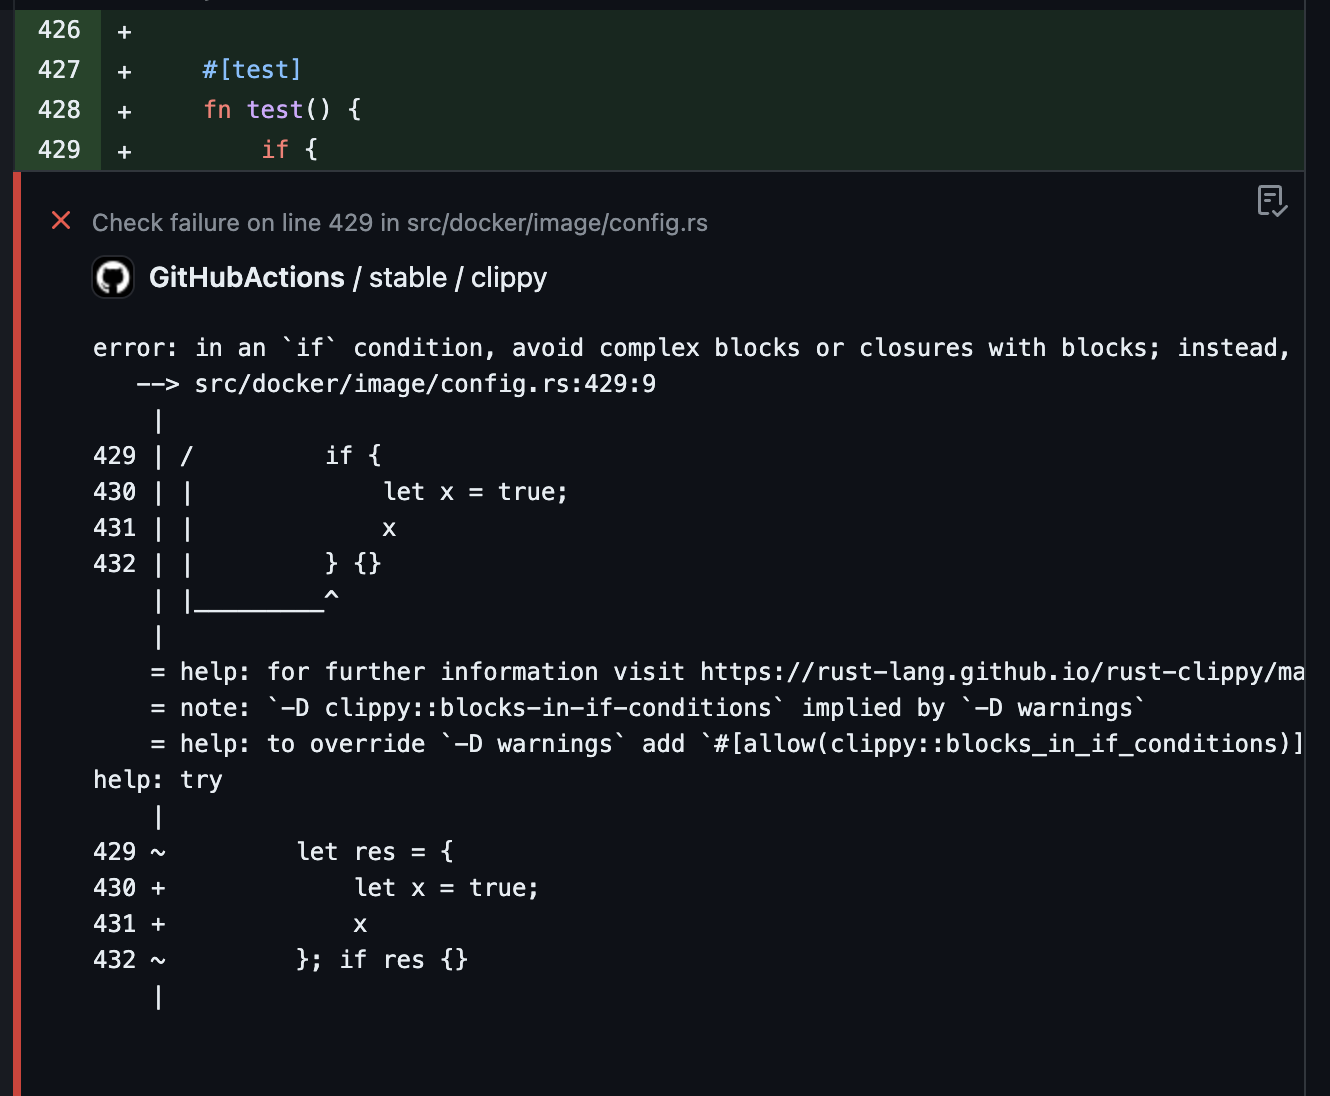 426 +
427 +     #[test]
428 +     fn test() {
429 +         if {
Check failure on line 429 in src/docker/image/config.rs
GitHubActions / stable / clippy
error: in an `if` condition, avoid complex blocks or closures with blocks; instead,
   --> src/docker/image/config.rs:429:9
    |
429 | /         if {
430 | |             let x = true;
431 | |             x
432 | |         } {}
    | |_________^
    |
    = help: for further information visit https://rust-lang.github.io/rust-clippy/ma
    = note: `-D clippy::blocks-in-if-conditions` implied by `-D warnings`
    = help: to override `-D warnings` add `#[allow(clippy::blocks_in_if_conditions)]
help: try
    |
429 ~         let res = {
430 +             let x = true;
431 +             x
432 ~         }; if res {}
    |